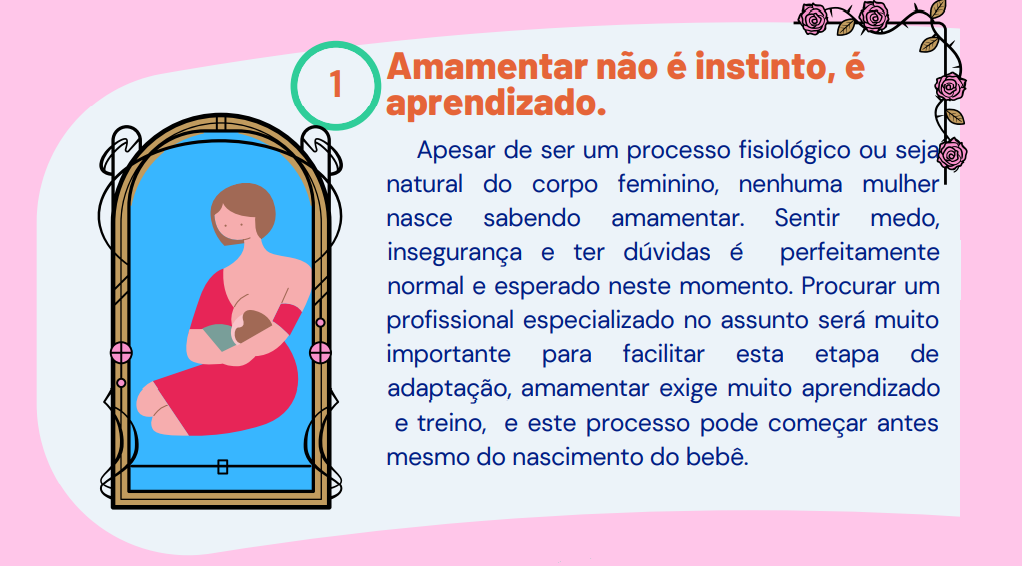 1
Amamentar não é instinto, é
aprendizado.
Apesar de ser um processo fisiológico ou seja
natural do corpo feminino, nenhuma mulher
nasce sabendo amamentar. Sentir medo,
insegurança e ter dúvidas é perfeitamente
normal e esperado neste momento. Procurar um
profissional especializado no assunto será muito
importante para facilitar esta etapa de
adaptação, amamentar exige muito aprendizado
e treino, e este processo pode começar antes
mesmo do nascimento do bebê.